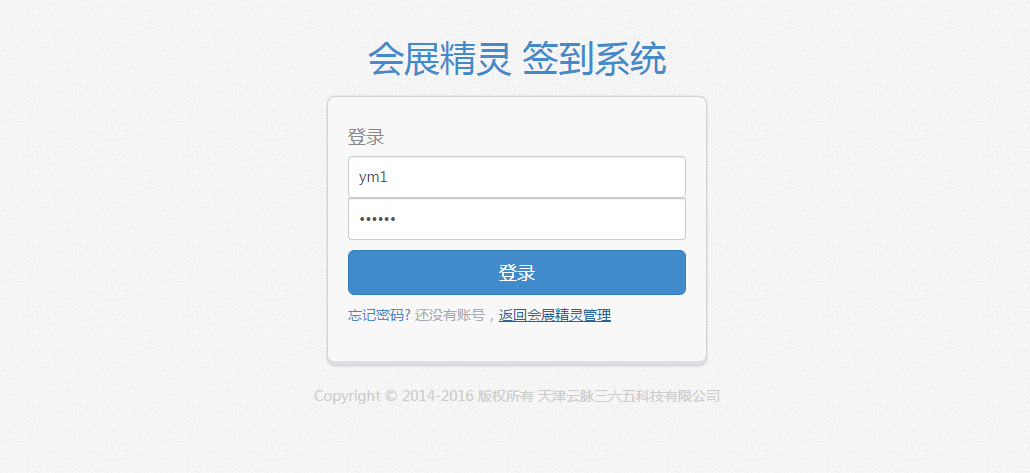 会展精灵 签到系统
登录
ym1
••••••
登录
忘记密码? 还没有账号，返回会展精灵管理
Copyright © 2014-2016 版权所有 天津云脉三六五科技有限公司